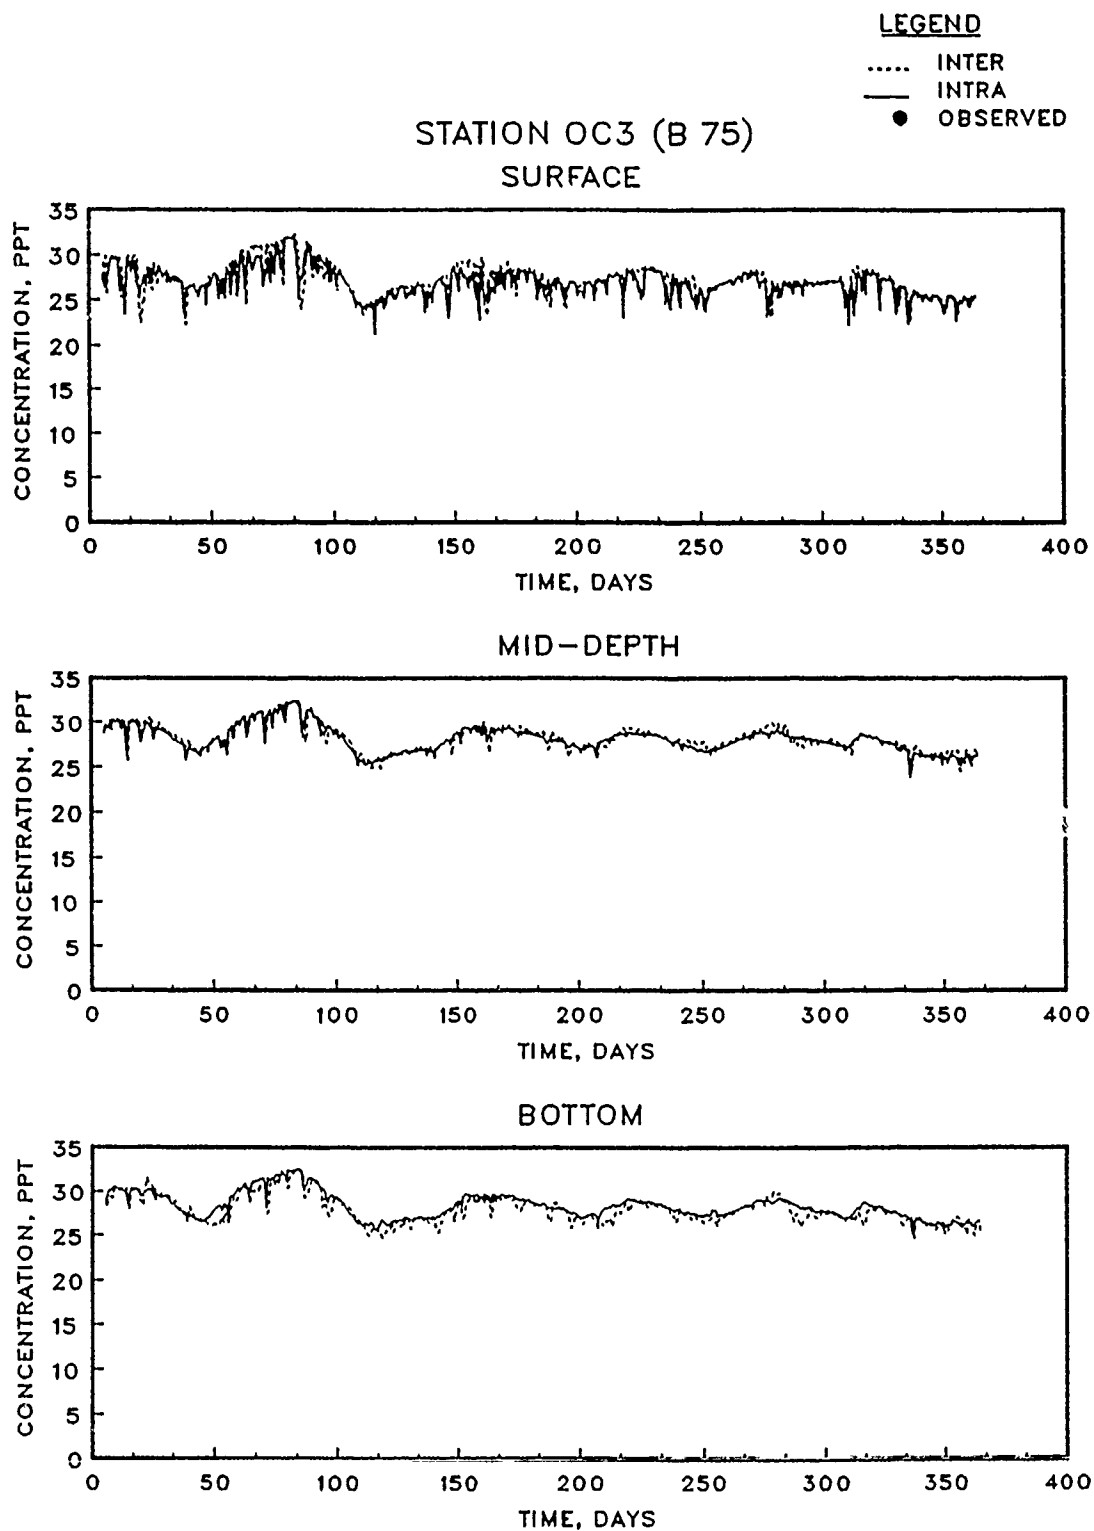 LEGEND
INTER
INTRA
OBSERVED
STATION OC3 (B 75)
SURFACE
CONCENTRATION, PPT
35
30
25
20
15
10
5
0
0 50 100 150 200 250 300 350 400
TIME, DAYS
MID-DEPTH
CONCENTRATION, PPT
35
30
25
20
15
10
5
0
0 50 100 150 200 250 300 350 400
TIME, DAYS
BOTTOM
CONCENTRATION, PPT
35
30
25
20
15
10
5
0
0 50 100 150 200 250 300 350 400
TIME, DAYS